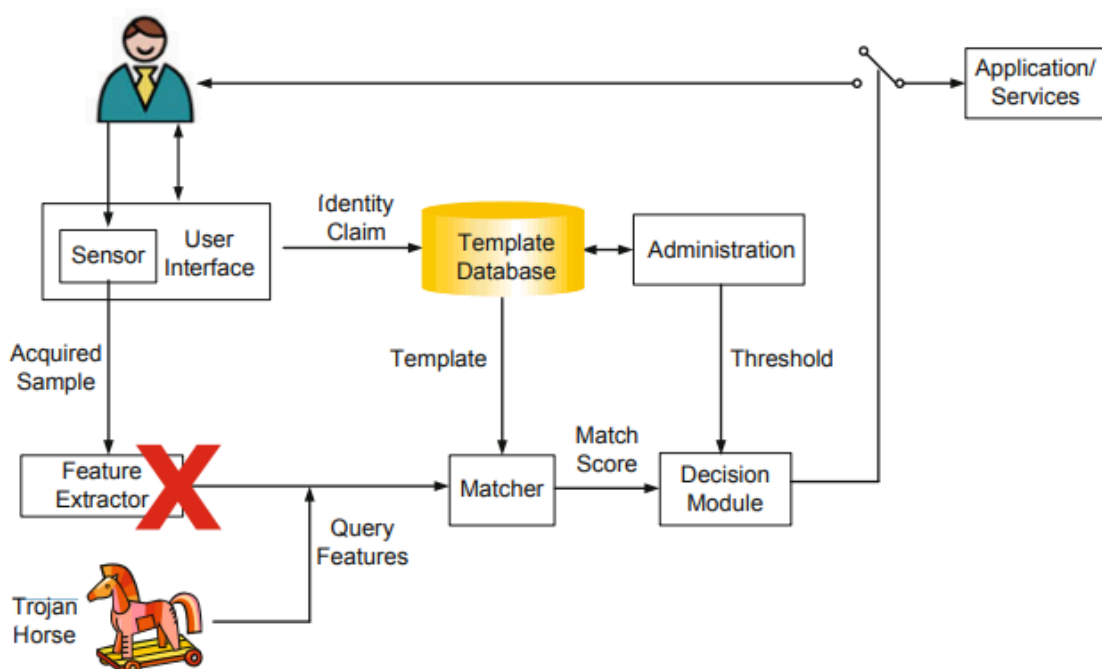 Application/
Services
Identity
Claim
Sensor
User
Interface
Template
Database
Administration
Acquired
Sample
Template
Threshold
Feature
Extractor
Matcher
Match
Score
Decision
Module
Query
Features
Trojan
Horse